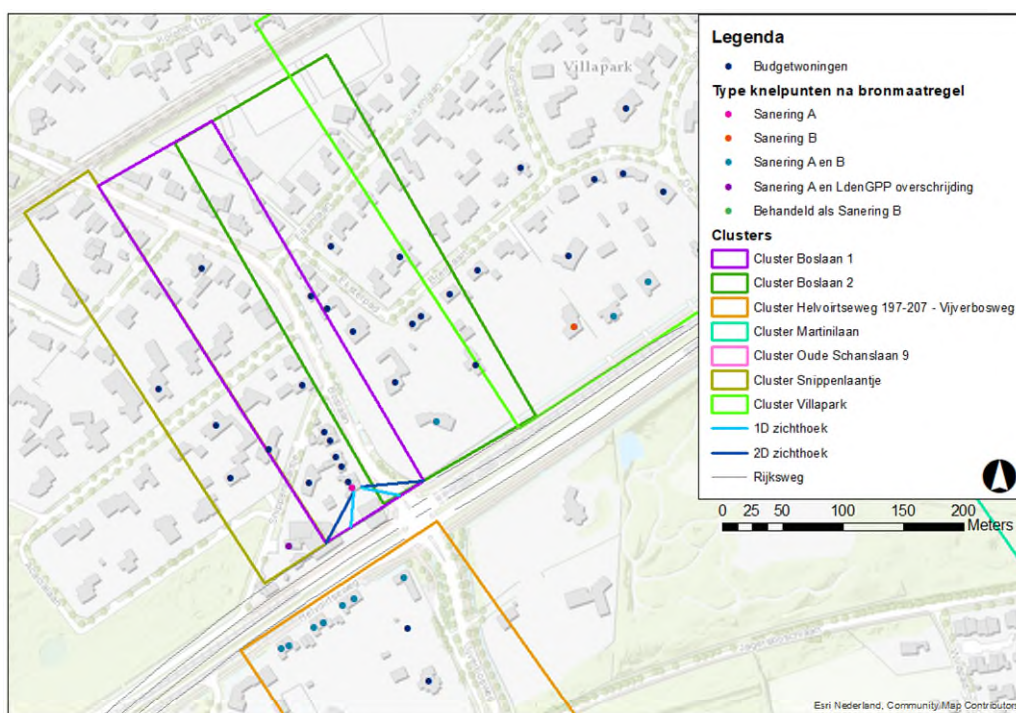 Villapark
Helvoirtseweg
Legenda
Budgetwoningen
Type knelpunten na bronmaatregel
Sanering A
Sanering B
Sanering A en B
Sanering A en LdenGPP overschrijding
Behandeld als Sanering B
Clusters
Cluster Boslaan 1
Cluster Boslaan 2
Cluster Helvoirtseweg 197-207 - Vijverbosweg
Cluster Martinilaan
Cluster Oude Schanslaan 9
Cluster Snippenlaantje
Cluster Villapark
1D zichthoek
2D zichthoek
Rijksweg
0 25 50 100 150 200
Meters
Esri Nederland, Community Map Contributors